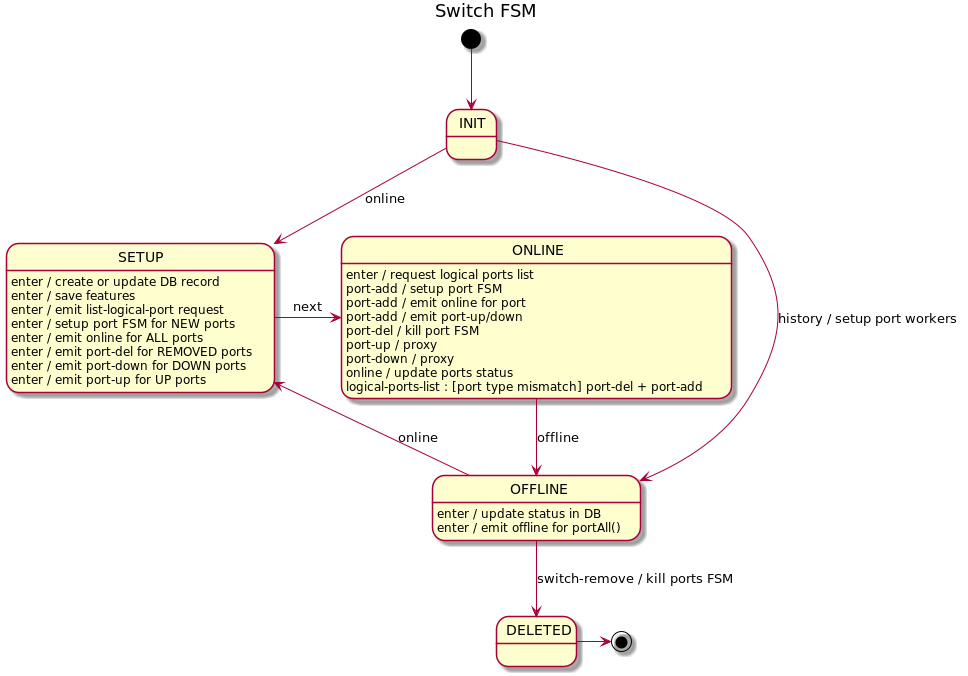 Switch FSM
INIT
online
SETUP
enter / create or update DB record
enter / save features
enter / emit list-logical-port request
enter / setup port FSM for NEW ports
enter / emit online for ALL ports
enter / emit port-del for REMOVED ports
enter / emit port-down for DOWN ports
enter / emit port-up for UP ports
next
ONLINE
enter / request logical ports list
port-add / setup port FSM
port-add / emit online for port
port-add / emit port-up/down
port-del / kill port FSM
port-up / proxy
port-down / proxy
online / update ports status
logical-ports-list : [port type mismatch] port-del + port-add
history / setup port workers
online
offline
OFFLINE
enter / update status in DB
enter / emit offline for portAll()
switch-remove / kill ports FSM
DELETED